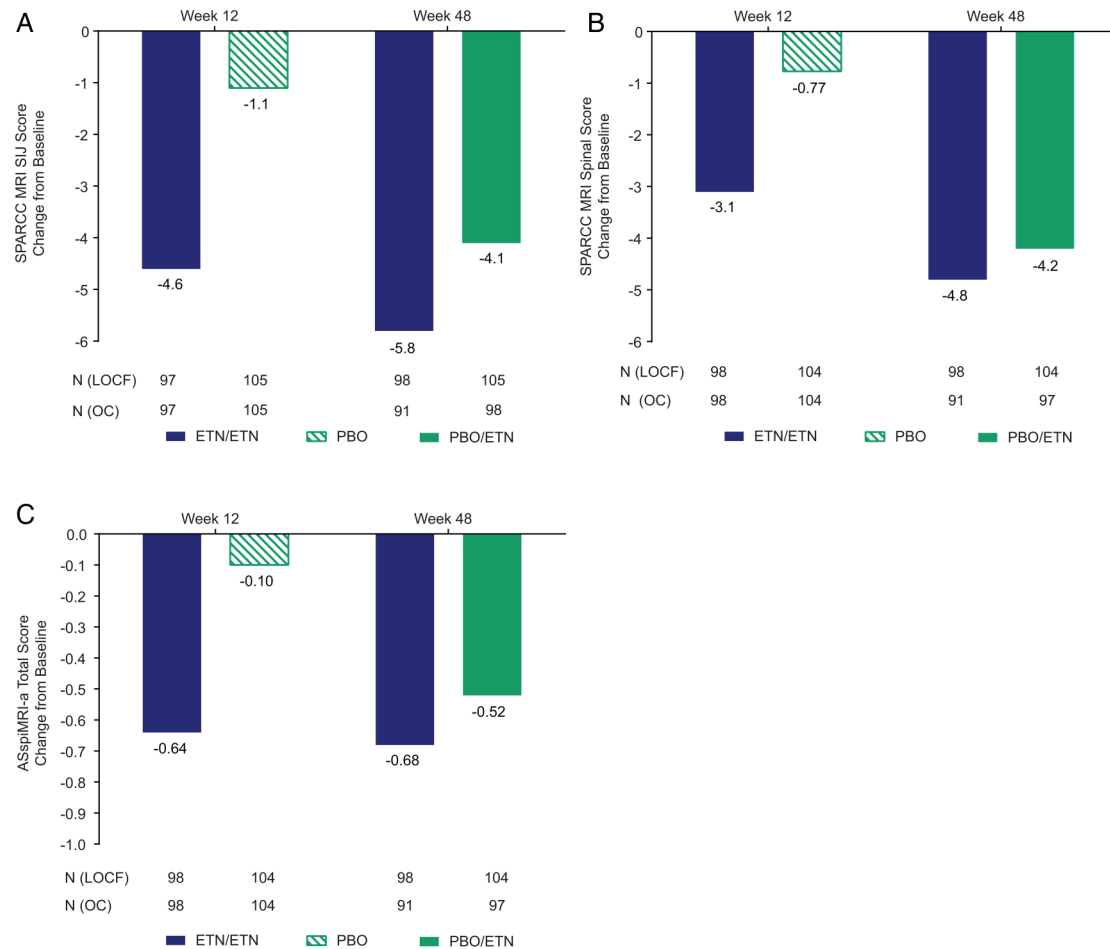 A
Week 12 Week 48
SPARCC MRI SIJ Score
Change from Baseline
0
-1
-2
-3
-4
-5
-6
-4.6
-1.1
-5.8
-4.1
N (LOCF) 97 105 98 105
N (OC) 97 105 91 98
ETN/ETN PBO PBO/ETN
B
Week 12 Week 48
SPARCC MRI Spinal Score
Change from Baseline
0
-1
-2
-3
-4
-5
-6
-3.1
-0.77
-4.8
-4.2
N (LOCF) 98 104 98 104
N (OC) 98 104 91 97
ETN/ETN PBO PBO/ETN
C
Week 12 Week 48
ASspiMRI-a Total Score
Change from Baseline
0.0
-0.1
-0.2
-0.3
-0.4
-0.5
-0.6
-0.7
-0.8
-0.9
-1.0
-0.64
-0.10
-0.68
-0.52
N (LOCF) 98 104 98 104
N (OC) 98 104 91 97
ETN/ETN PBO PBO/ETN